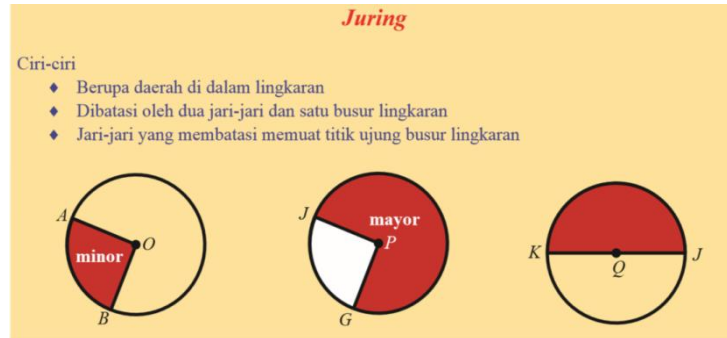 Juring
Ciri-ciri
♦ Berupa daerah di dalam lingkaran
♦ Dibatasi oleh dua jari-jari dan satu busur lingkaran
♦ Jari-jari yang membatasi memuat titik ujung busur lingkaran
A
O
minor
B
J
mayor
P
G
K
Q
J